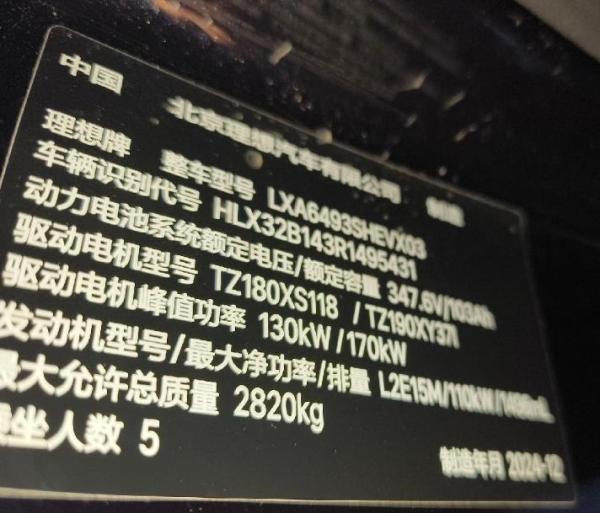 中国 北京理想汽车有限公司 制造
理想牌 整车型号 LXA6493SHEVX03
车辆识别代号 HLX32B143R1495431
动力电池系统额定电压/额定容量 347.6V/103Ah
驱动电机型号 TZ180XS118 / TZ190XY37I
驱动电机峰值功率 130kW /170kW
发动机型号/最大净功率/排量 L2E15M/110kW/1498mL
最大允许总质量 2820kg
乘坐人数 5
制造年月 2024-12